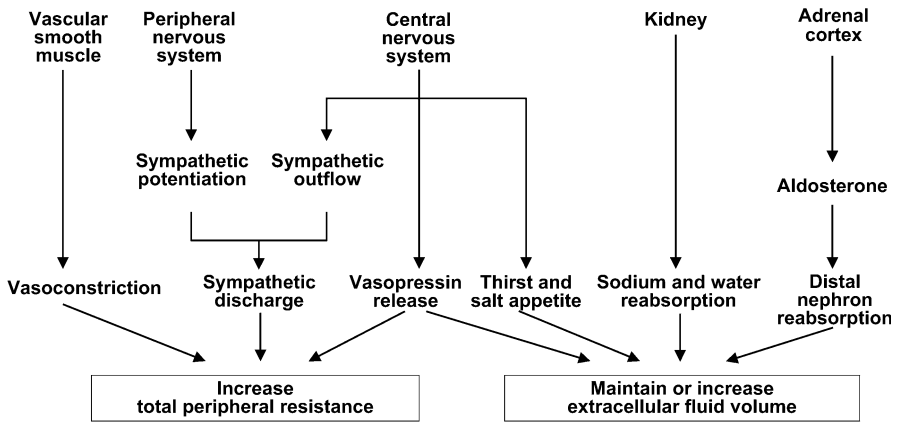 Vascular
smooth
muscle
Peripheral
nervous
system
Central
nervous
system
Kidney
Adrenal
cortex
Sympathetic
potentiation
Sympathetic
outflow
Aldosterone
Vasoconstriction
Sympathetic
discharge
Vasopressin
release
Thirst and
salt appetite
Sodium and water
reabsorption
Distal
nephron
reabsorption
Increase
total peripheral resistance
Maintain or increase
extracellular fluid volume